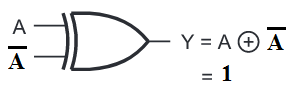 A
A̅
Y = A ⊕ A̅
= 1